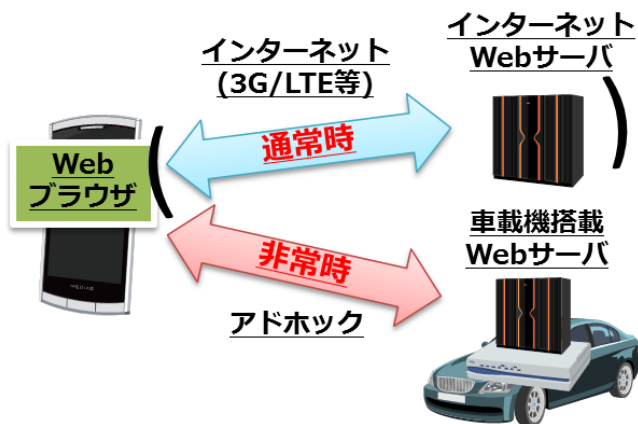 インターネット
(3G/LTE等)
インターネット
Webサーバ
通常時
Web
ブラウザ
非常時
車載機搭載
Webサーバ
アドホック
MEDIAS